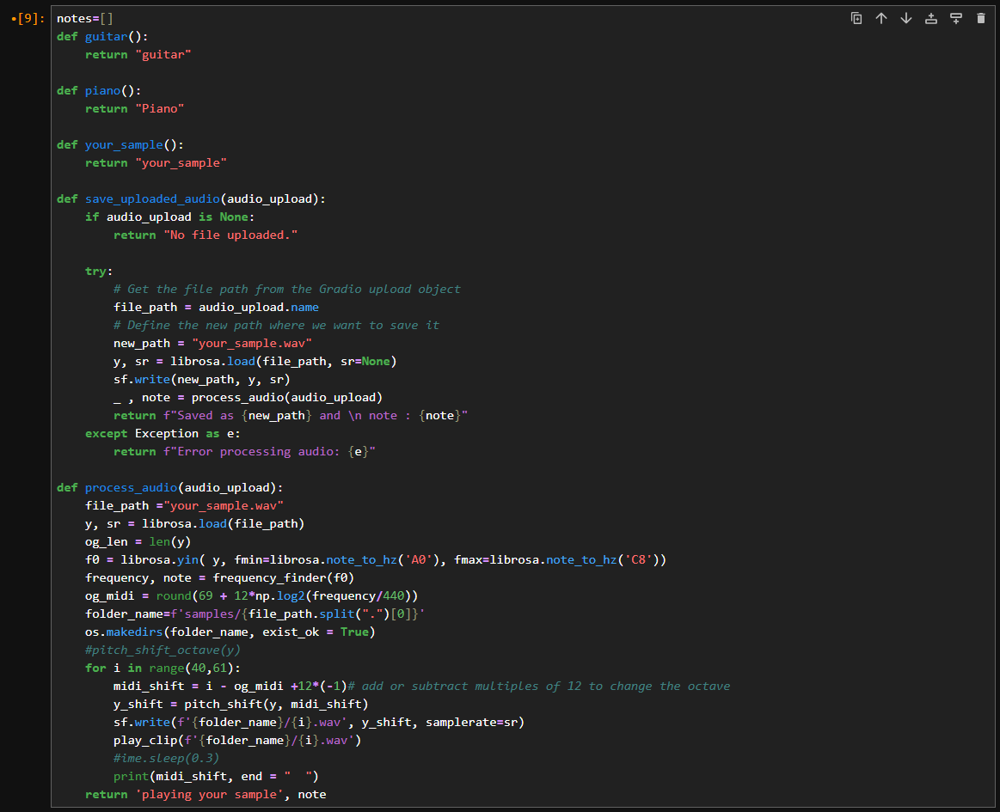 [9]:
notes=[]
def guitar():
    return "guitar"

def piano():
    return "Piano"

def your_sample():
    return "your_sample"

def save_uploaded_audio(audio_upload):
    if audio_upload is None:
        return "No file uploaded."

    try:
        # Get the file path from the Gradio upload object
        file_path = audio_upload.name
        # Define the new path where we want to save it
        new_path = "your_sample.wav"
        y, sr = librosa.load(file_path, sr=None)
        sf.write(new_path, y, sr)
        _ , note = process_audio(audio_upload)
        return f"Saved as {new_path} and \n note : {note}"
    except Exception as e:
        return f"Error processing audio: {e}"

def process_audio(audio_upload):
    file_path ="your_sample.wav"
    y, sr = librosa.load(file_path)
    og_len = len(y)
    f0 = librosa.yin( y, fmin=librosa.note_to_hz('A0'), fmax=librosa.note_to_hz('C8'))
    frequency, note = frequency_finder(f0)
    og_midi = round(69 + 12*np.log2(frequency/440))
    folder_name=f'samples/{file_path.split(".")[0]}'
    os.makedirs(folder_name, exist_ok = True)
    #pitch_shift_octave(y)
    for i in range(40,61):
        midi_shift = i - og_midi +12*(-1)# add or subtract multiples of 12 to change the octave
        y_shift = pitch_shift(y, midi_shift)
        sf.write(f'{folder_name}/{i}.wav', y_shift, samplerate=sr)
        play_clip(f'{folder_name}/{i}.wav')
        #ime.sleep(0.3)
        print(midi_shift, end = "  ")
    return 'playing your sample', note